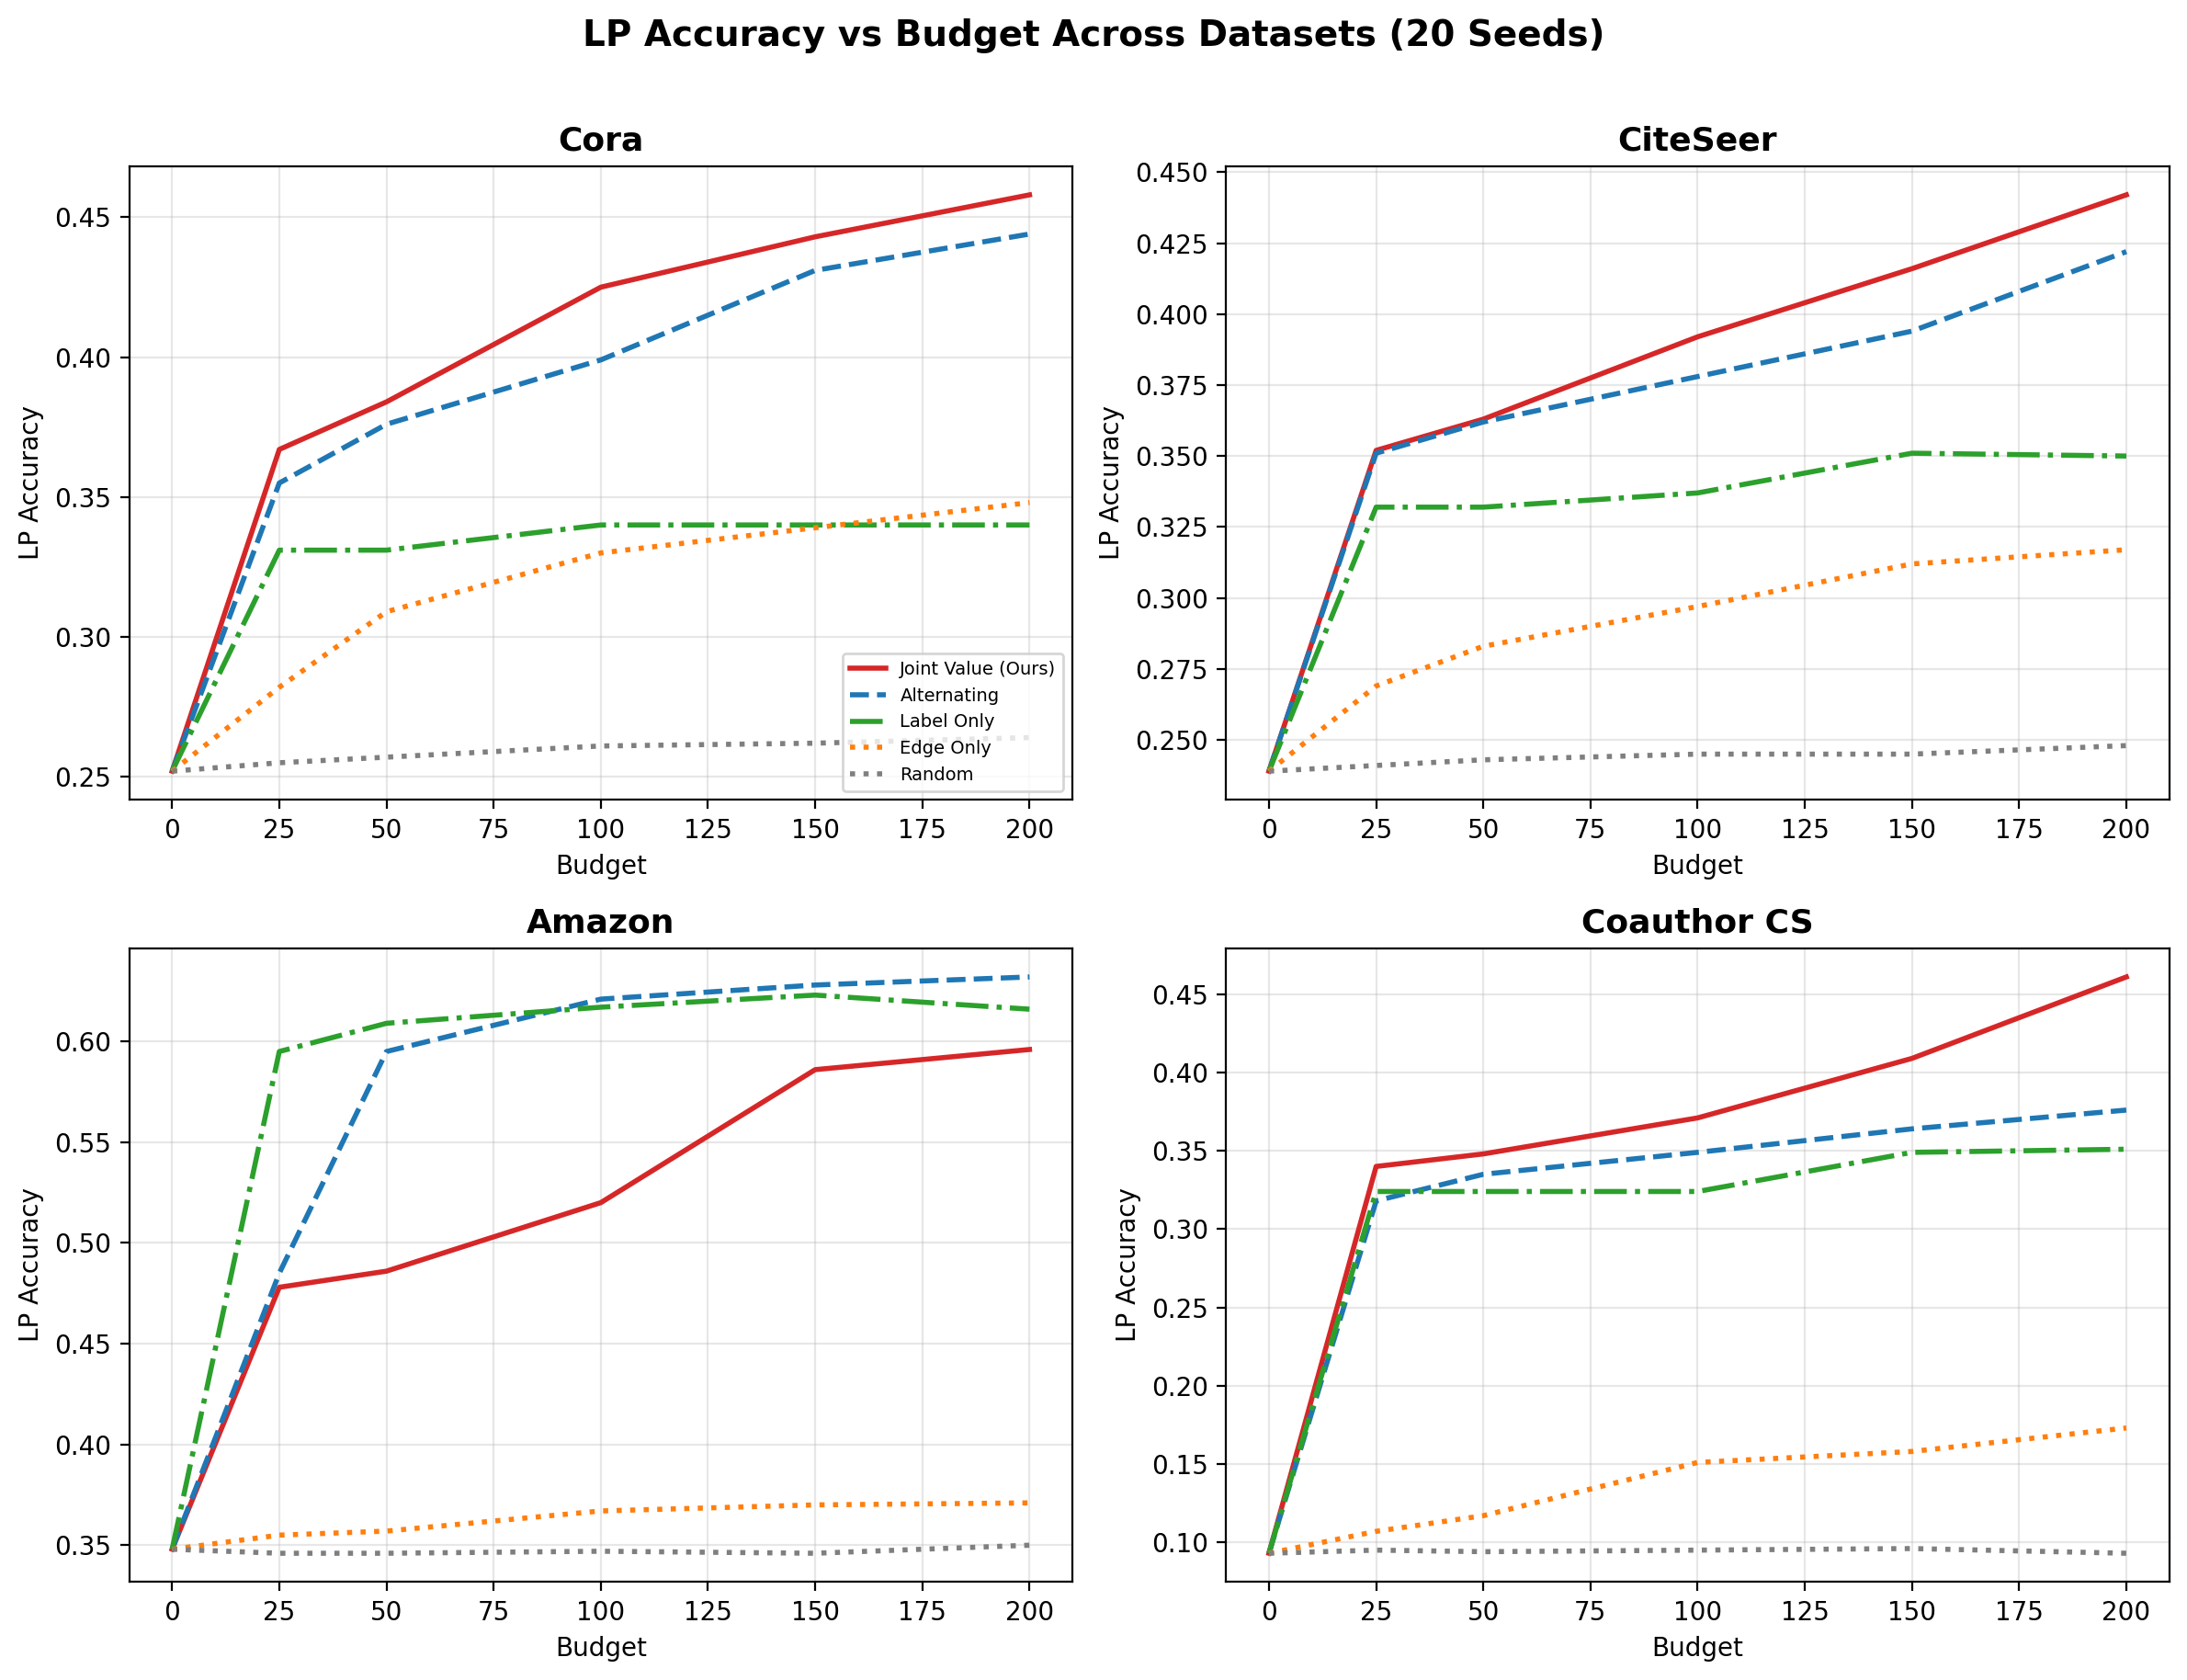 LP Accuracy vs Budget Across Datasets (20 Seeds)
Cora
LP Accuracy
0.45
0.40
0.35
0.30
0.25
0 25 50 75 100 125 150 175 200
Budget
Joint Value (Ours)
Alternating
Label Only
Edge Only
Random
CiteSeer
LP Accuracy
0.450
0.425
0.400
0.375
0.350
0.325
0.300
0.275
0.250
0 25 50 75 100 125 150 175 200
Budget
Amazon
LP Accuracy
0.60
0.55
0.50
0.45
0.40
0.35
0 25 50 75 100 125 150 175 200
Budget
Coauthor CS
LP Accuracy
0.45
0.40
0.35
0.30
0.25
0.20
0.15
0.10
0 25 50 75 100 125 150 175 200
Budget